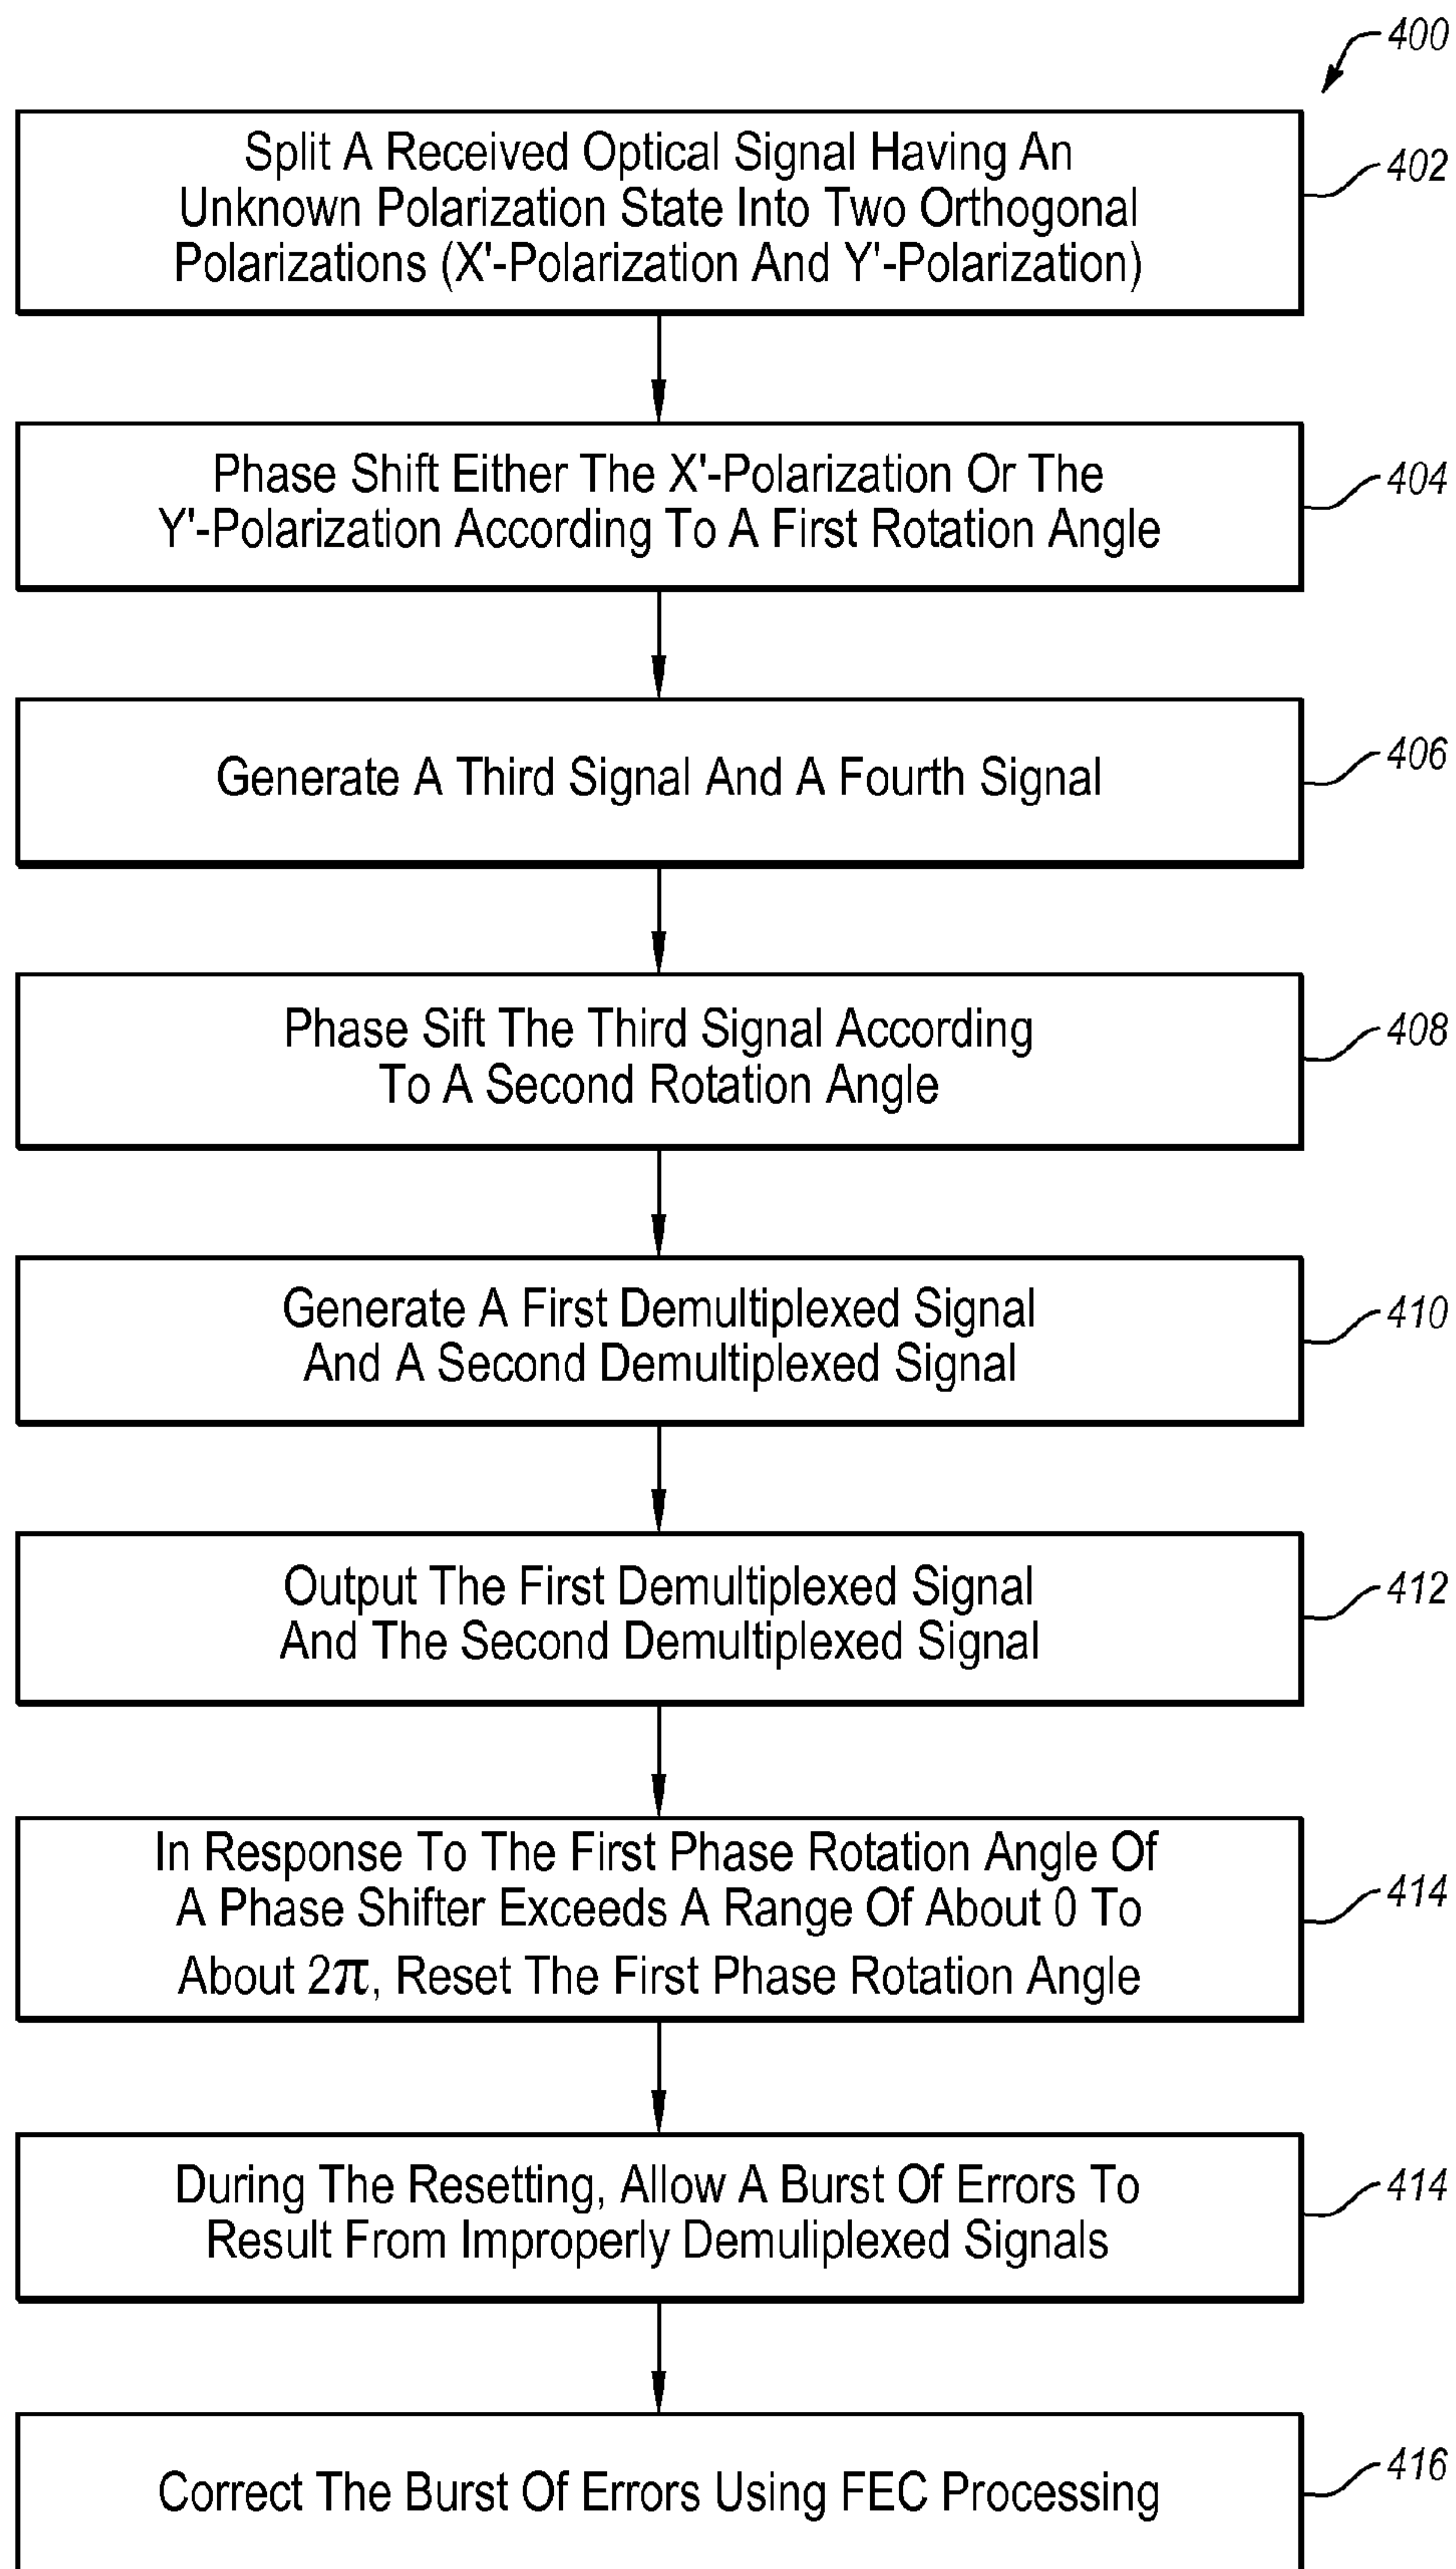 400
Split A Received Optical Signal Having An
Unknown Polarization State Into Two Orthogonal
Polarizations (X'-Polarization And Y'-Polarization)
402
Phase Shift Either The X'-Polarization Or The
Y'-Polarization According To A First Rotation Angle
404
Generate A Third Signal And A Fourth Signal
406
Phase Sift The Third Signal According
To A Second Rotation Angle
408
Generate A First Demultiplexed Signal
And A Second Demultiplexed Signal
410
Output The First Demultiplexed Signal
And The Second Demultiplexed Signal
412
In Response To The First Phase Rotation Angle Of
A Phase Shifter Exceeds A Range Of About 0 To
About 2π, Reset The First Phase Rotation Angle
414
During The Resetting, Allow A Burst Of Errors To
Result From Improperly Demuliplexed Signals
414
Correct The Burst Of Errors Using FEC Processing
416